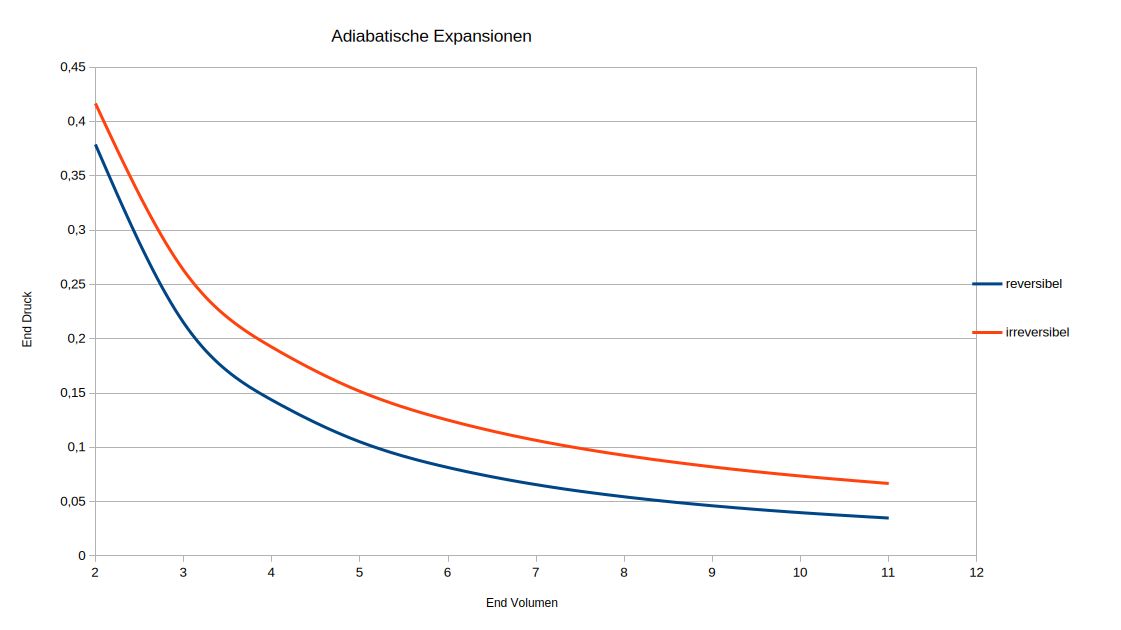 Adiabatische Expansionen
0,45
0,4
0,35
0,3
0,25
0,2
0,15
0,1
0,05
0
End Druck
2 3 4 5 6 7 8 9 10 11 12
End Volumen
reversibel
irreversibel